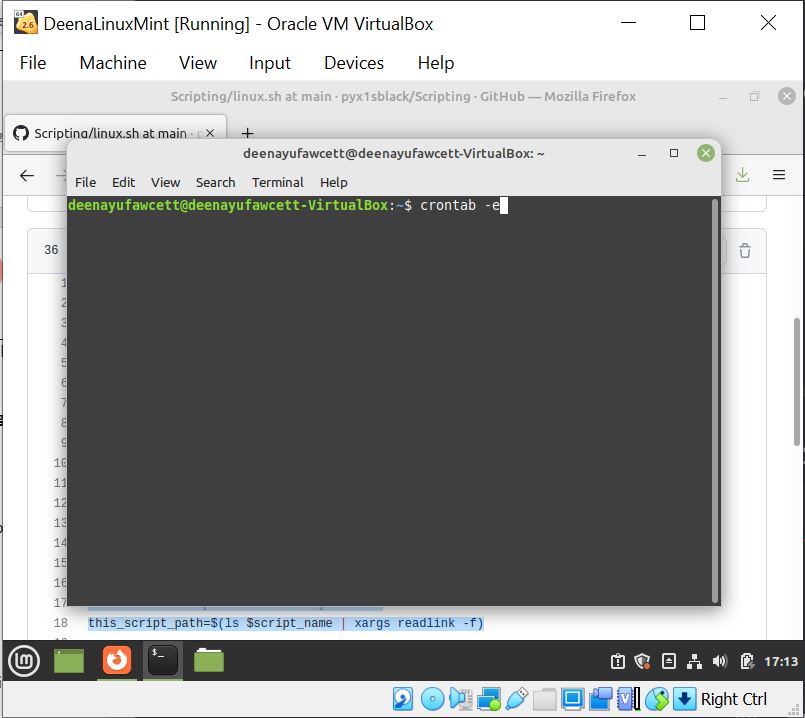 DeenaLinuxMint [Running] - Oracle VM VirtualBox
File Machine View Input Devices Help
Scripting/linux.sh at main · pyx1sblack/Scripting · GitHub — Mozilla Firefox
Scripting/linux.sh at main ·
deenayufawcett@deenayufawcett-VirtualBox: ~
File Edit View Search Terminal Help
deenayufawcett@deenayufawcett-VirtualBox:~$ crontab -e
36
1
2
3
4
5
6
7
8
9
10
11
12
13
14
15
16
17
18 this_script_path=$(ls $script_name | xargs readlink -f)
17:13
Right Ctrl